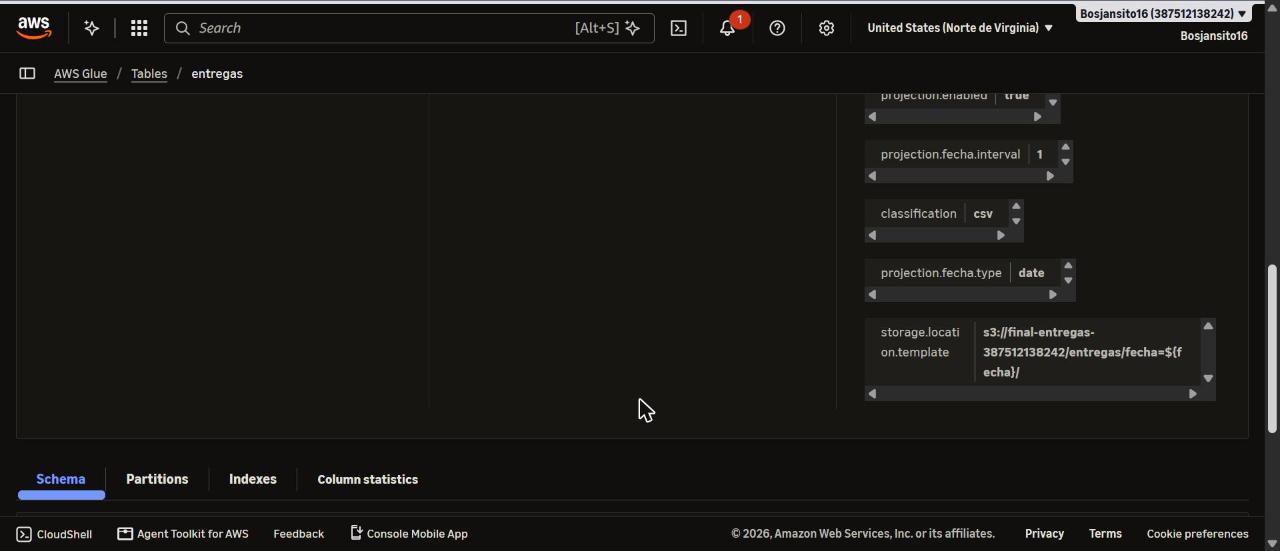 Bosjansito16 (387512138242)
aws
Search
[Alt+S]
1
United States (Norte de Virginia)
Bosjansito16
AWS Glue / Tables / entregas
projection.enabled true
projection.fecha.interval 1
classification csv
projection.fecha.type date
storage.locati s3://final-entregas-
on.template 387512138242/entregas/fecha=${f
echa}/
Schema Partitions Indexes Column statistics
CloudShell Agent Toolkit for AWS Feedback Console Mobile App © 2026, Amazon Web Services, Inc. or its affiliates. Privacy Terms Cookie preferences